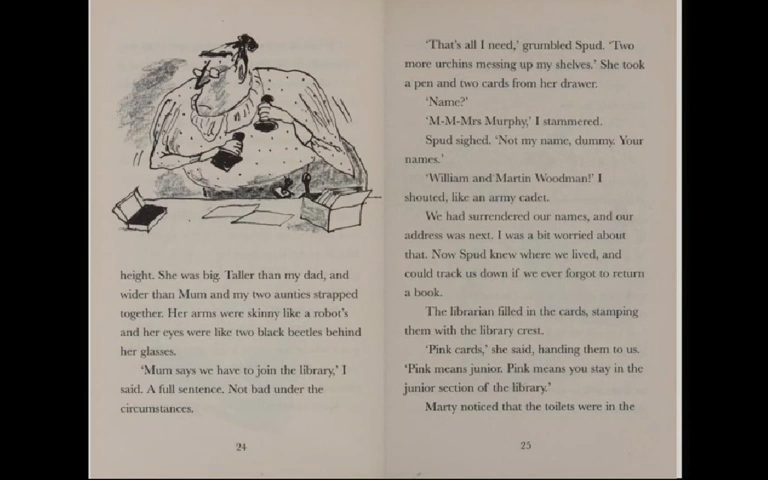 height. She was big. Taller than my dad, and
wider than Mum and my two aunties strapped
together. Her arms were skinny like a robot's
and her eyes were like two black beetles behind
her glasses.
'Mum says we have to join the library,' I
said. A full sentence. Not bad under the
circumstances.
24
'That's all I need,' grumbled Spud. 'Two
more urchins messing up my shelves.' She took
a pen and two cards from her drawer.
'Name?'
'M-M-Mrs Murphy,' I stammered.
Spud sighed. 'Not my name, dummy. Your
names.'
'William and Martin Woodman!' I
shouted, like an army cadet.
We had surrendered our names, and our
address was next. I was a bit worried about
that. Now Spud knew where we lived, and
could track us down if we ever forgot to return
a book.
The librarian filled in the cards, stamping
them with the library crest.
'Pink cards,' she said, handing them to us.
'Pink means junior. Pink means you stay in the
junior section of the library.'
Marty noticed that the toilets were in the
25